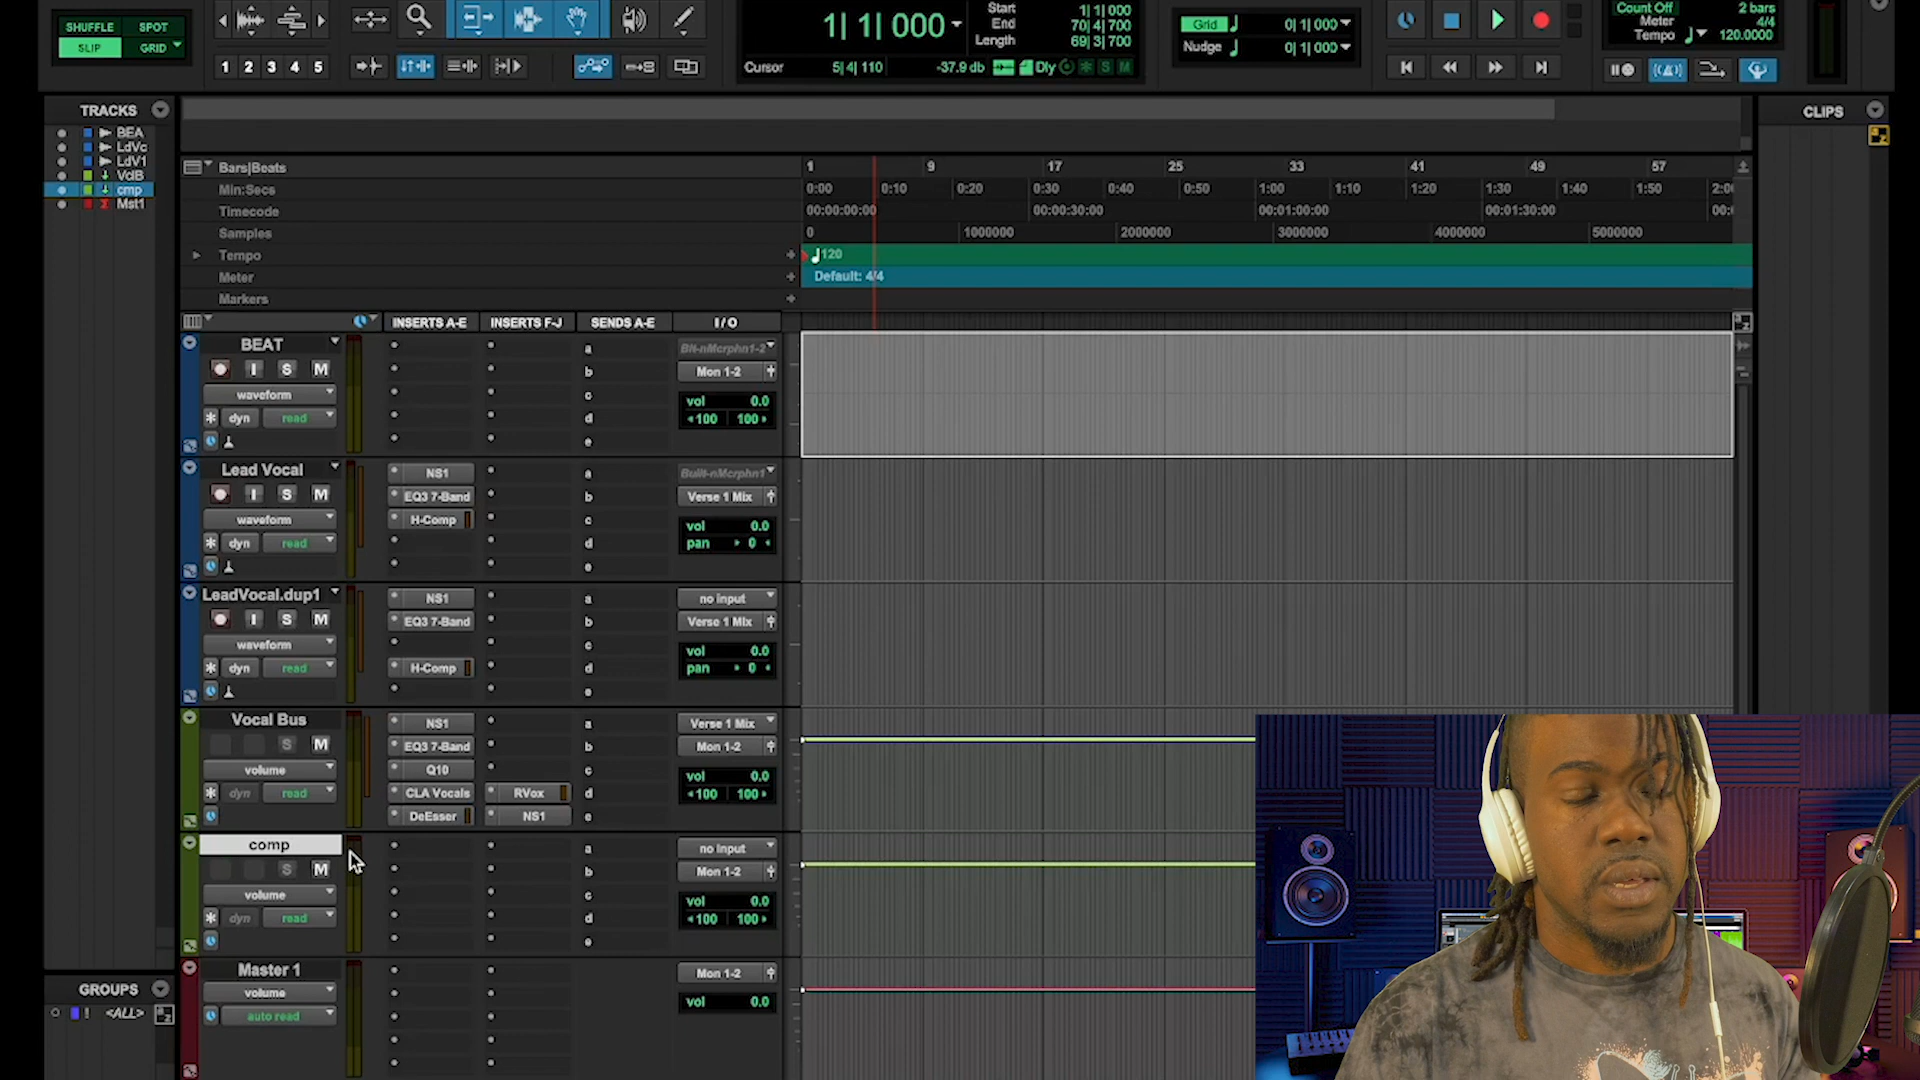 SHUFFLE SPOT
SLIP GRID
1 2 3 4 5
1| 1| 000
Start 1| 1| 000
End 70| 4| 700
Length 69| 3| 700
Cursor 5| 4| 110 -37.9 db Dly S M
Grid 0| 1| 000
Nudge 0| 1| 000
Count Off 2 bars
Meter 4/4
Tempo 120.0000
TRACKS
BEA
LdVc
LdV1
VdB
cmp
Mst1
CLIPS
Bars|Beats 1 9 17 25 33 41 49 57
Min:Secs 0:00 0:10 0:20 0:30 0:40 0:50 1:00 1:10 1:20 1:30 1:40 1:50
Timecode 00:00:00:00 00:00:30:00 00:01:00:00 00:01:30:00
Samples 0 1000000 2000000 3000000 4000000 5000000
Tempo 120
Meter Default: 4/4
Markers
INSERTS A-E INSERTS F-J SENDS A-E I / O
BEAT
I S M
waveform
dyn read
a
b
c
d
e
Mon 1-2
vol 0.0
100 100
Lead Vocal
I S M
waveform
dyn read
NS1
EQ3 7-Band
H-Comp
a
b
c
d
e
Verse 1 Mix
vol 0.0
pan 0
LeadVocal.dup1
I S M
waveform
dyn read
NS1
EQ3 7-Band
H-Comp
a
b
c
d
e
no input
Verse 1 Mix
vol 0.0
pan 0
Vocal Bus
S M
volume
dyn read
NS1
EQ3 7-Band
Q10
CLA Vocals
DeEsser
RVox
NS1
a
b
c
d
e
Verse 1 Mix
Mon 1-2
vol 0.0
100 100
comp
S M
volume
dyn read
a
b
c
d
e
no input
Mon 1-2
vol 0.0
100 100
Master 1
volume
auto read
Mon 1-2
vol 0.0
GROUPS
! <ALL>